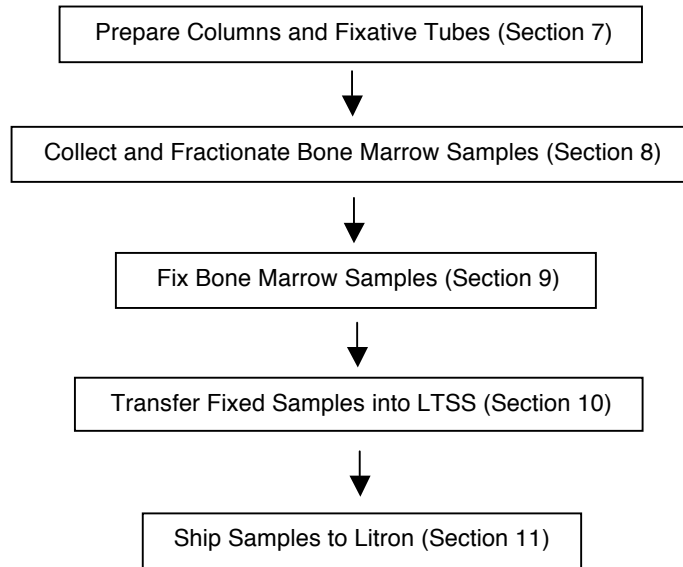 Prepare Columns and Fixative Tubes (Section 7)
Collect and Fractionate Bone Marrow Samples (Section 8)
Fix Bone Marrow Samples (Section 9)
Transfer Fixed Samples into LTSS (Section 10)
Ship Samples to Litron (Section 11)